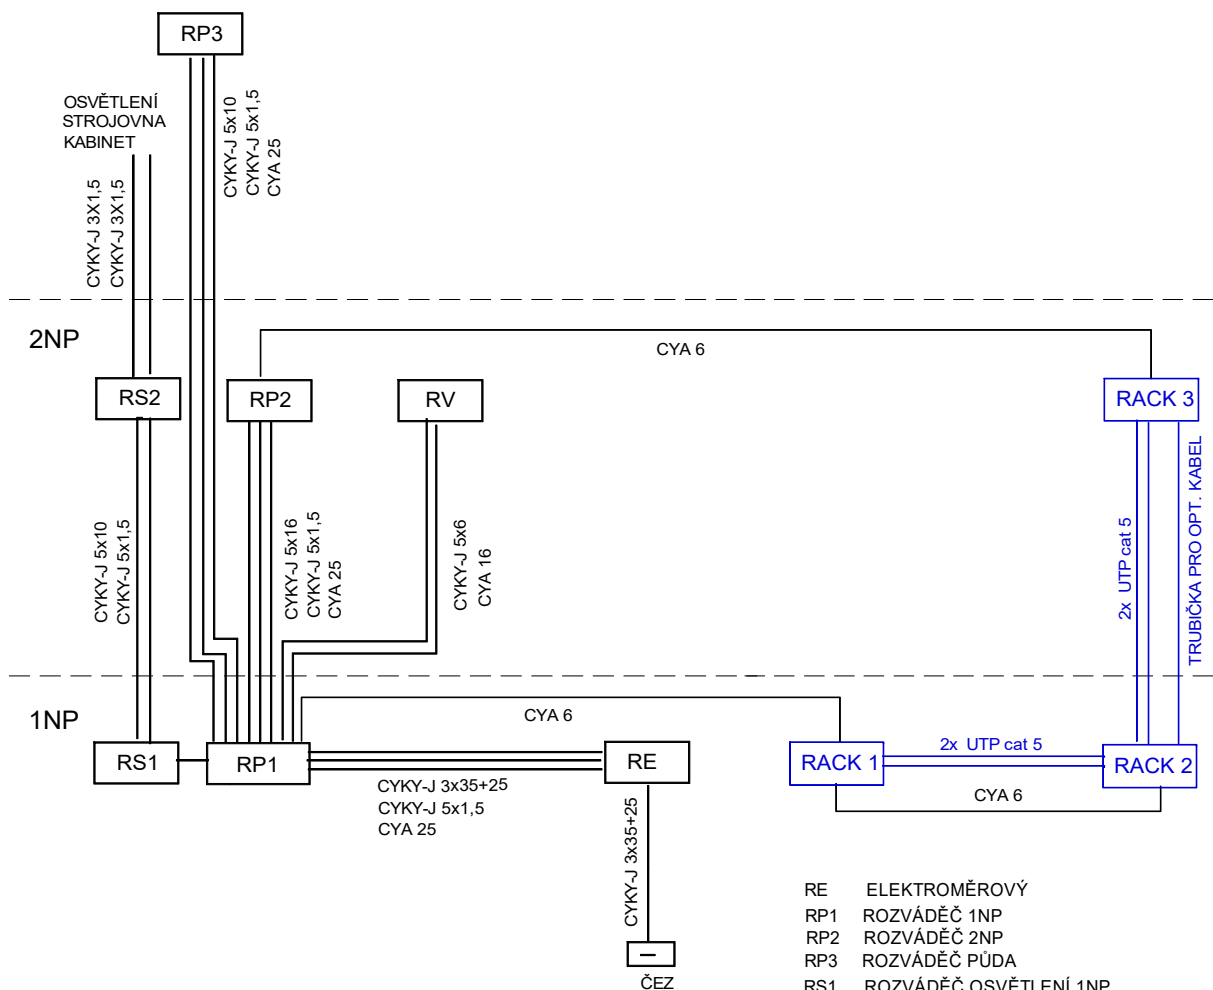 RP3
OSVĚTLENÍ
STROJOVNA
KABINET
CYKY-J 3X1,5
CYKY-J 3X1,5
CYKY-J 5x10
CYKY-J 5x1,5
CYA 25
2NP
CYA 6
RS2
RP2
RV
RACK 3
CYKY-J 5x10
CYKY-J 5x1,5
CYKY-J 5x16
CYKY-J 5x1,5
CYA 25
CYKY-J 5x6
CYA 16
2x UTP cat 5
TRUBIČKA PRO OPT. KABEL
1NP
CYA 6
RS1
RP1
RE
RACK 1
2x UTP cat 5
RACK 2
CYKY-J 3x35+25
CYKY-J 5x1,5
CYA 25
CYA 6
CYKY-J 3x35+25
ČEZ
RE ELEKTROMĚROVÝ
RP1 ROZVÁDĚČ 1NP
RP2 ROZVÁDĚČ 2NP
RP3 ROZVÁDĚČ PŮDA
RS1 ROZVÁDĚČ OSVĚTLENÍ 1NP